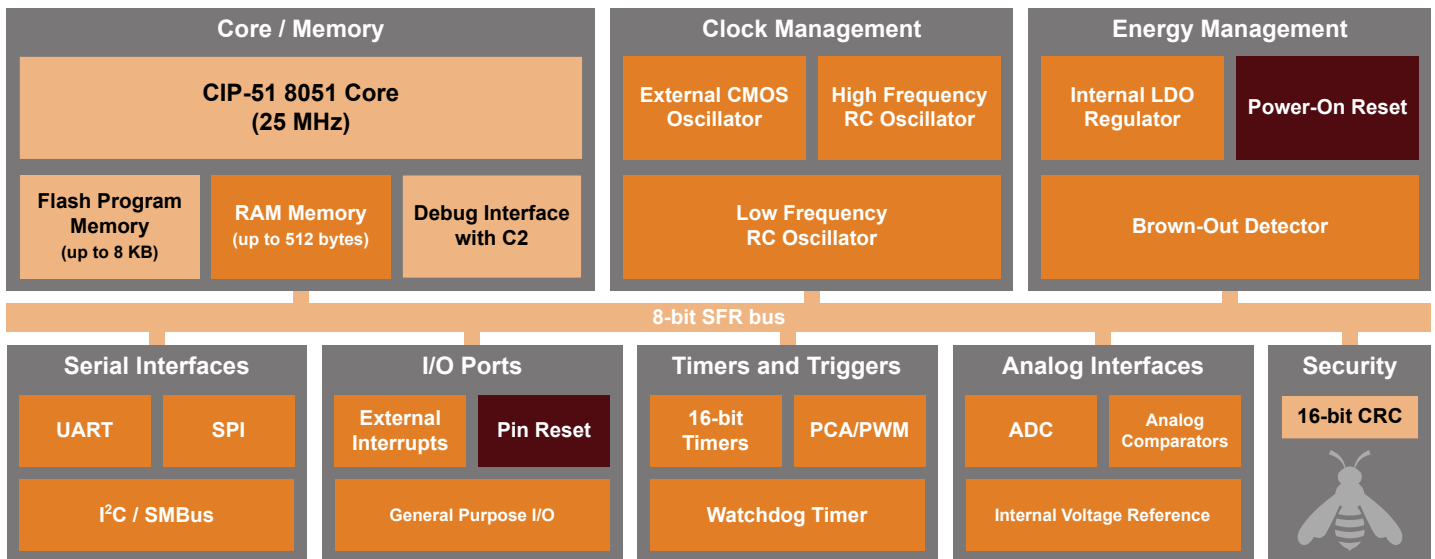 Core / Memory
CIP-51 8051 Core
(25 MHz)
Flash Program
Memory
(up to 8 KB)
RAM Memory
(up to 512 bytes)
Debug Interface
with C2
Clock Management
External CMOS
Oscillator
High Frequency
RC Oscillator
Low Frequency
RC Oscillator
Energy Management
Internal LDO
Regulator
Power-On Reset
Brown-Out Detector
8-bit SFR bus
Serial Interfaces
UART
SPI
I²C / SMBus
I/O Ports
External
Interrupts
Pin Reset
General Purpose I/O
Timers and Triggers
16-bit
Timers
PCA/PWM
Watchdog Timer
Analog Interfaces
ADC
Analog
Comparators
Internal Voltage Reference
Security
16-bit CRC